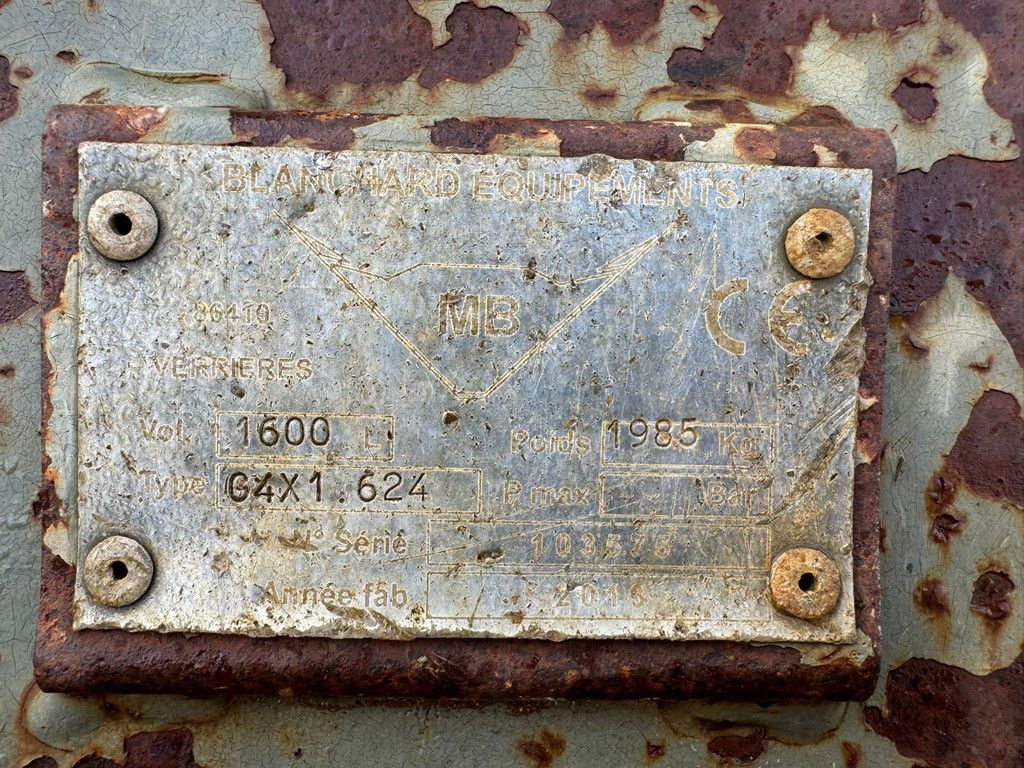 BLANCHARD EQUIPEMENTS
MB
CE
86410
VERRIERES
Vol. 1600 L Poids 1985 Kg
Type G4X1.624 P max Bar
N° Série 103575
Année fab.